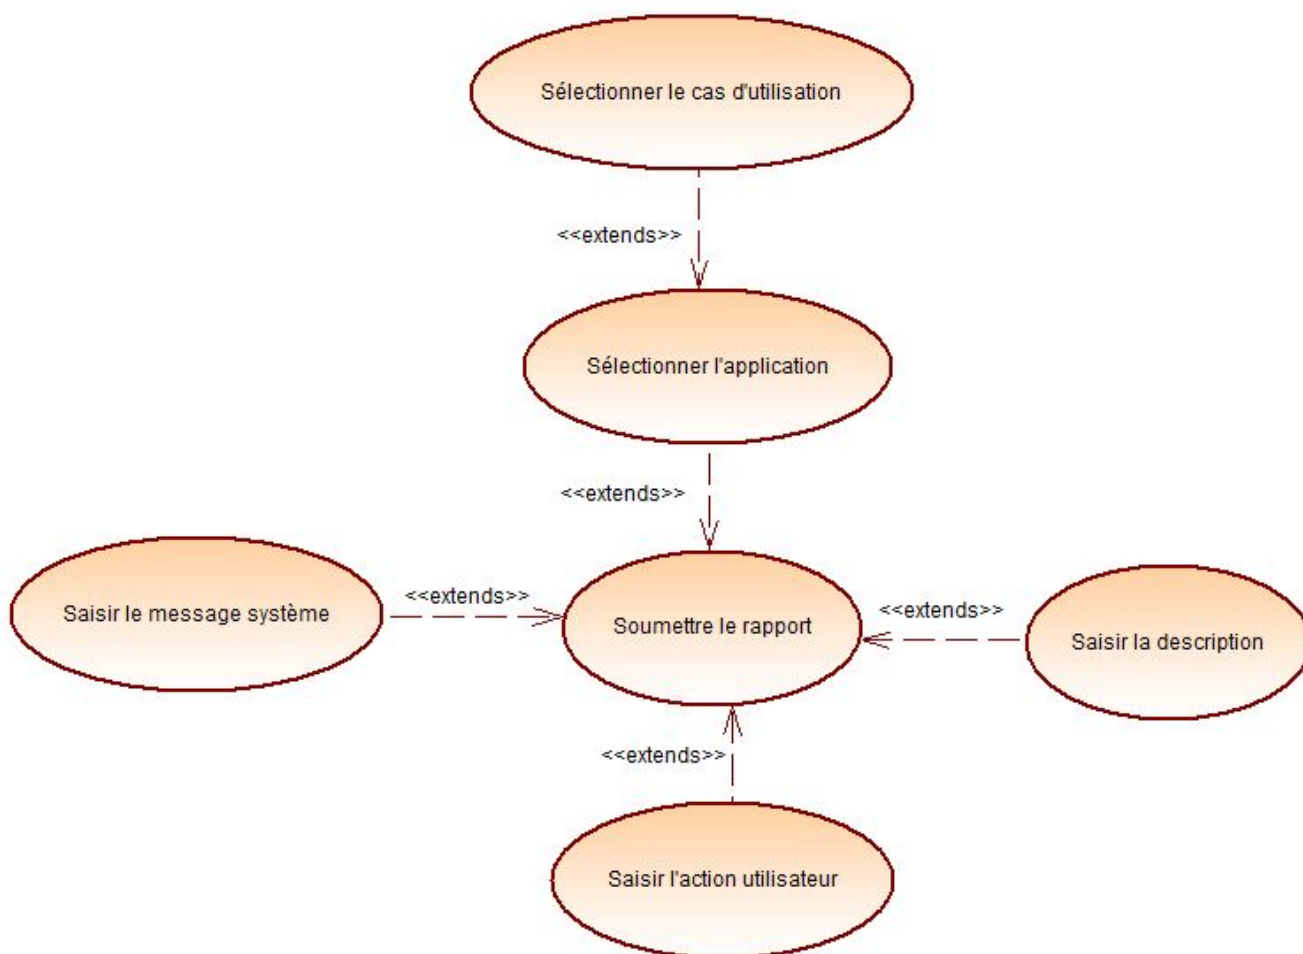 Sélectionner le cas d'utilisation
<<extends>>
Sélectionner l'application
<<extends>>
Saisir le message système
<<extends>>
Soumettre le rapport
<<extends>>
Saisir la description
<<extends>>
Saisir l'action utilisateur